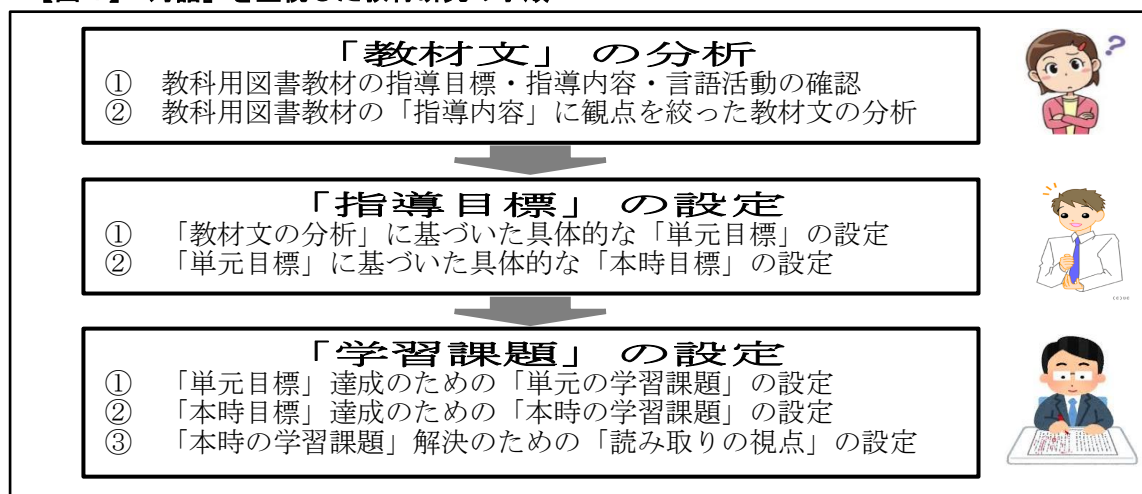 「教材文」の分析
①　教科用図書教材の指導目標・指導内容・言語活動の確認
②　教科用図書教材の「指導内容」に観点を絞った教材文の分析
?
「指導目標」の設定
①　「教材文の分析」に基づいた具体的な「単元目標」の設定
②　「単元目標」に基づいた具体的な「本時目標」の設定
「学習課題」の設定
①　「単元目標」達成のための「単元の学習課題」の設定
②　「本時目標」達成のための「本時の学習課題」の設定
③　「本時の学習課題」解決のための「読み取りの視点」の設定